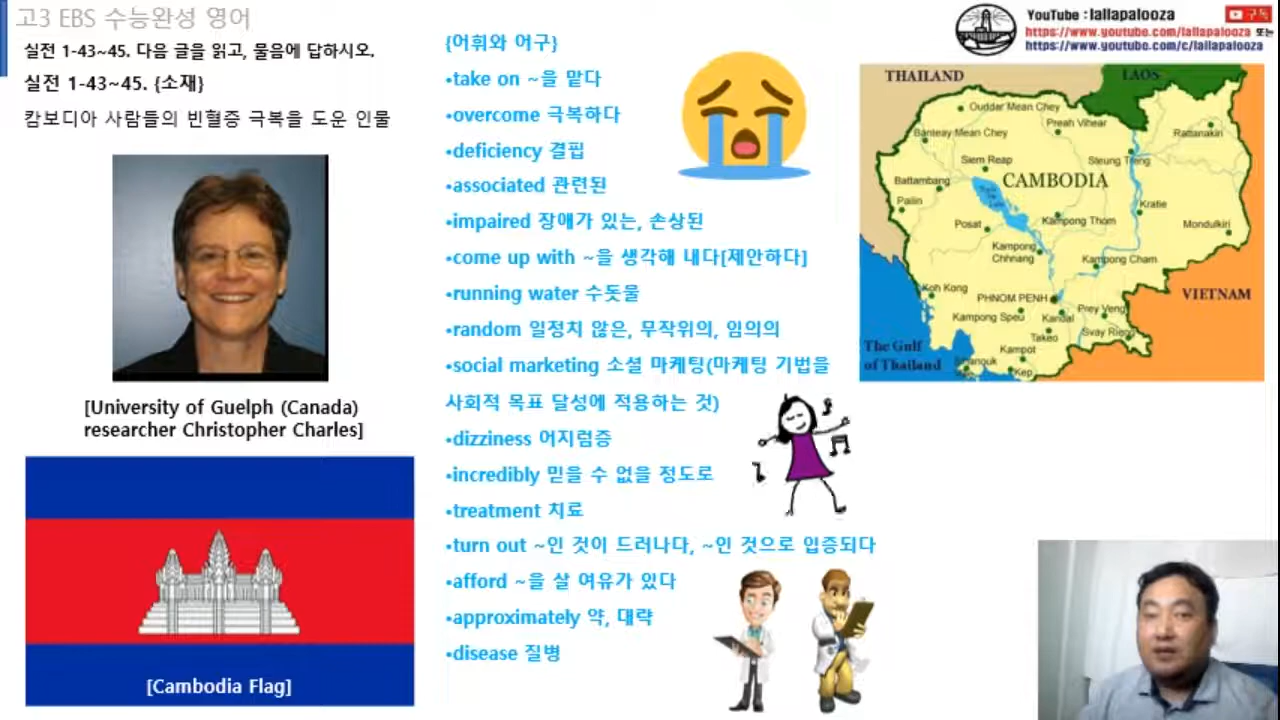 고3 EBS 수능완성 영어
실전 1-43~45. 다음 글을 읽고, 물음에 답하시오.
실전 1-43~45. {소재}
캄보디아 사람들의 빈혈증 극복을 도운 인물
[University of Guelph (Canada)
researcher Christopher Charles]
[Cambodia Flag]
{어휘와 어구}
•take on ~을 맡다
•overcome 극복하다
•deficiency 결핍
•associated 관련된
•impaired 장애가 있는, 손상된
•come up with ~을 생각해 내다[제안하다]
•running water 수돗물
•random 일정치 않은, 무작위의, 임의의
•social marketing 소셜 마케팅(마케팅 기법을
사회적 목표 달성에 적용하는 것)
•dizziness 어지럼증
•incredibly 믿을 수 없을 정도로
•treatment 치료
•turn out ~인 것이 드러나다, ~인 것으로 입증되다
•afford ~을 살 여유가 있다
•approximately 약, 대략
•disease 질병
YouTube : lallapalooza
구독
https://www.youtube.com/lallapalooza 또는
https://www.youtube.com/c/lallapalooza
THAILAND
LAOS
Ouddar Mean Chey
Preah Vihear
Ratanakiri
Banteay Mean Chey
Siem Reap
Steung Treng
CAMBODIA
Battambang
Pailin
Kratie
Posat
Kampong Thom
Mondulkiri
Kampong
Chhnang
Kampong Cham
Koh Kong
PHNOM PENH
VIETNAM
Kampong Speu
Kandal
Prey Veng
Takeo
Svay Rieng
The Gulf
of Thailand
Kampot
Kep